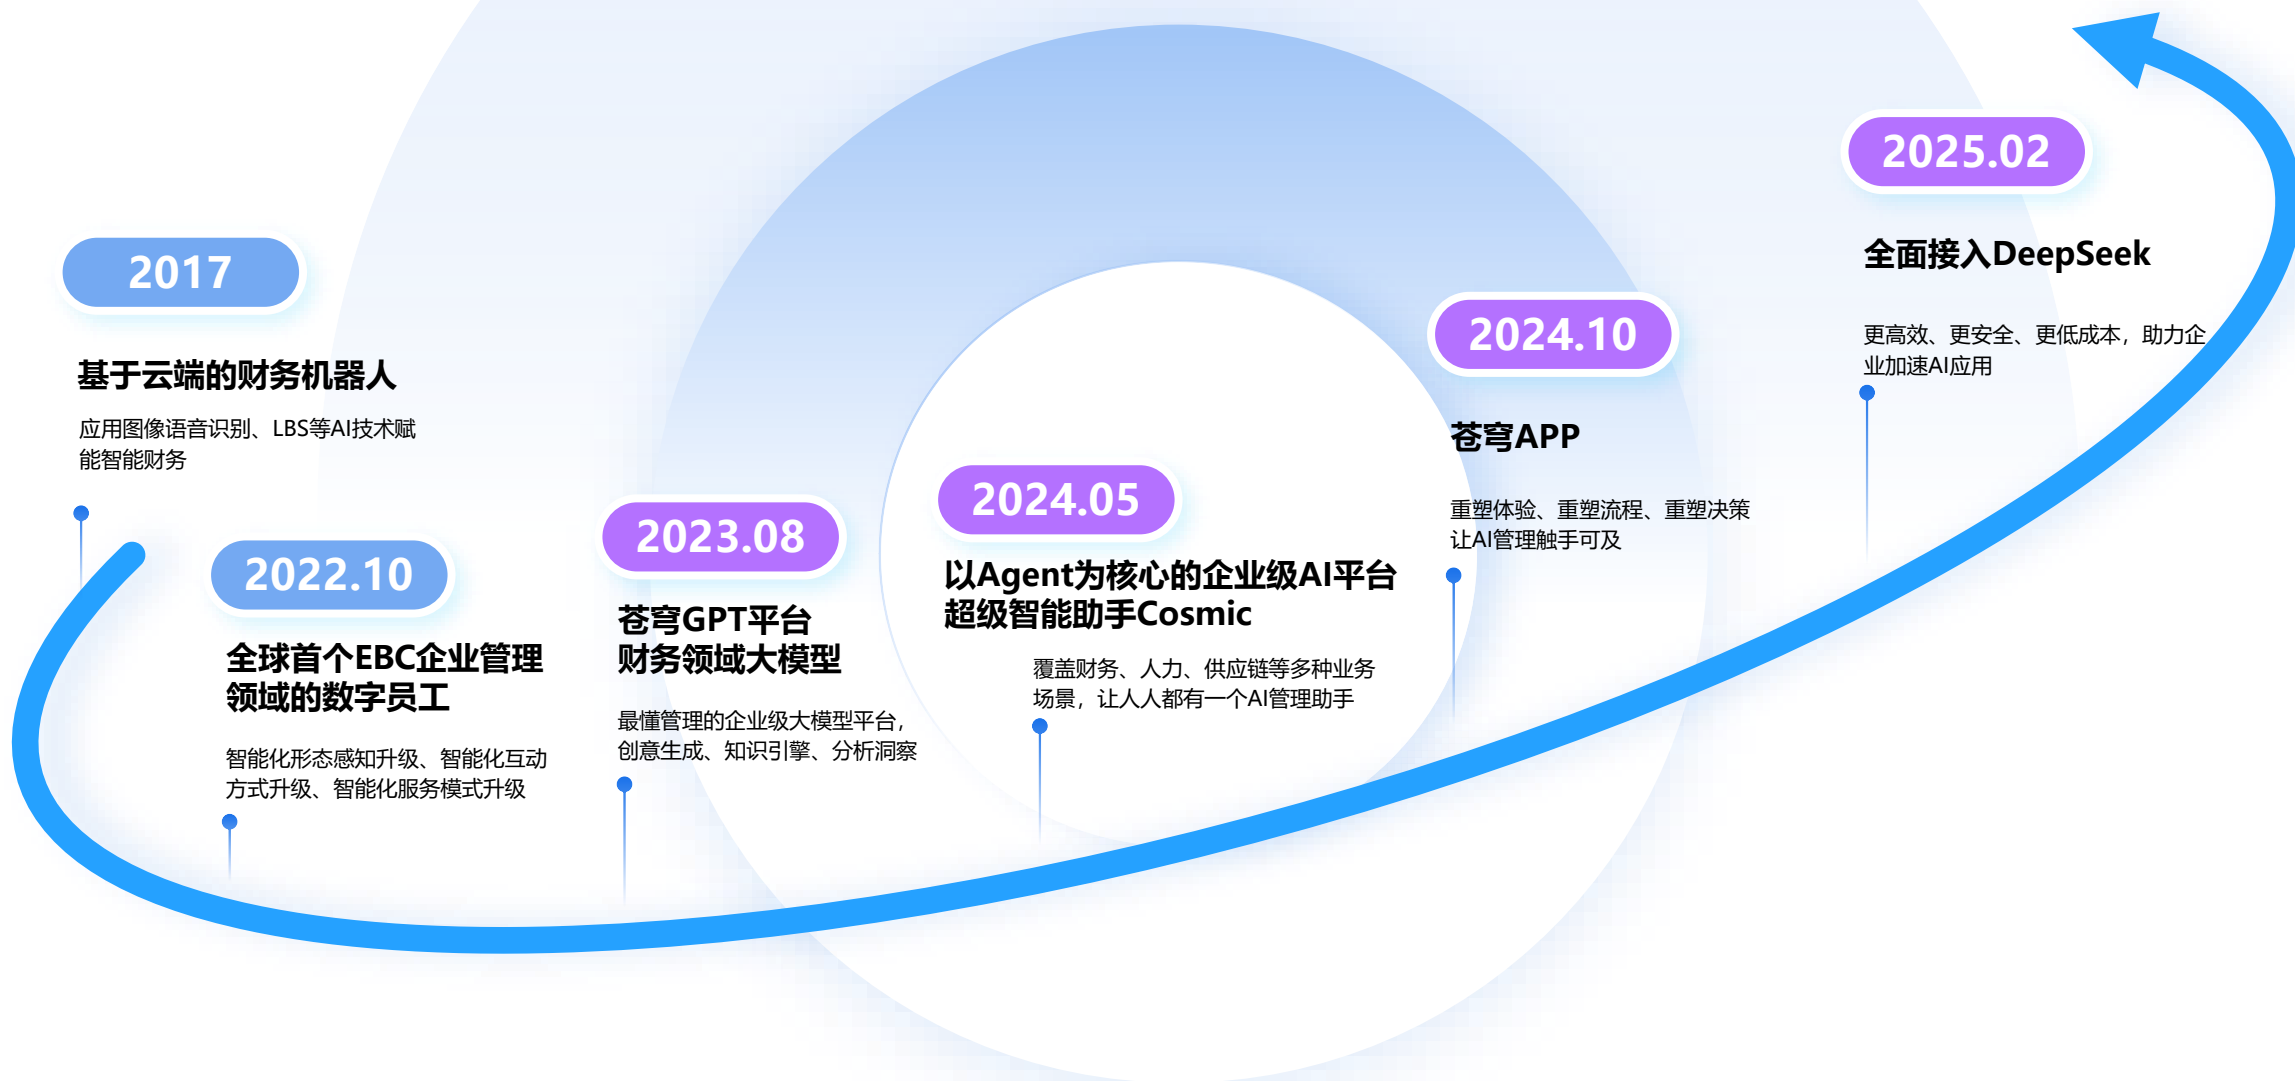 2017
基于云端的财务机器人
应用图像语音识别、LBS等AI技术赋
能智能财务
2022.10
全球首个EBC企业管理
领域的数字员工
智能化形态感知升级、智能化互动
方式升级、智能化服务模式升级
2023.08
苍穹GPT平台
财务领域大模型
最懂管理的企业级大模型平台，
创意生成、知识引擎、分析洞察
2024.05
以Agent为核心的企业级AI平台
超级智能助手Cosmic
覆盖财务、人力、供应链等多种业务
场景，让人人都有一个AI管理助手
2024.10
苍穹APP
重塑体验、重塑流程、重塑决策
让AI管理触手可及
2025.02
全面接入DeepSeek
更高效、更安全、更低成本，助力企
业加速AI应用